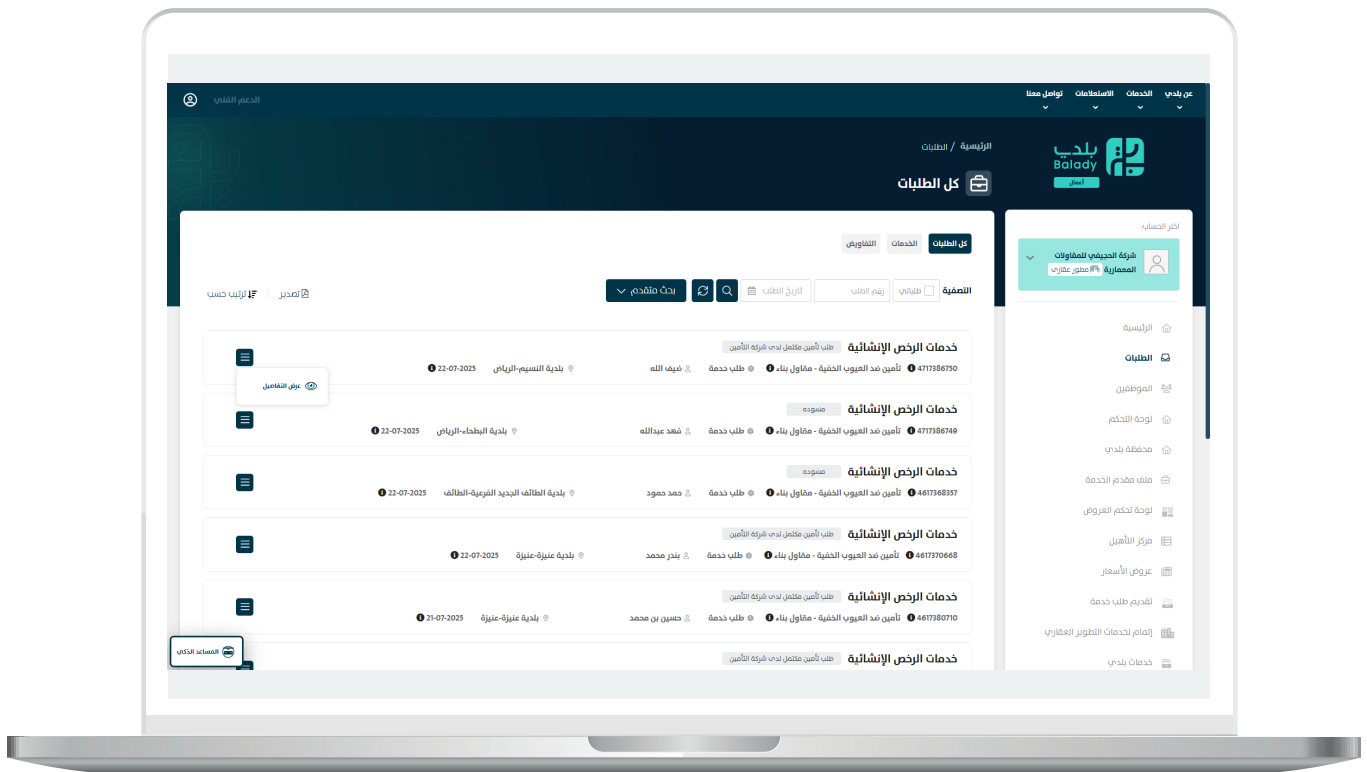 عن بلدي الخدمات الاستعلامات تواصل معنا
الدعم الفني
بلدي
Balady
أعمال
الرئيسية / الطلبات
كل الطلبات
اختر الحساب:
شركة الحجيفي للمقاولات
المعمارية مطور عقاري
الرئيسية
الطلبات
الموظفين
لوحة التحكم
محفظة بلدي
ملف مقدم الخدمة
لوحة تحكم العروض
مركز التأهيل
عروض الأسعار
تقديم طلب خدمة
إتمام لخدمات التطوير العقاري
خدمات بلدي
كل الطلبات الخدمات التفاويض
التصفية طلباتي رقم الطلب تاريخ الطلب بحث متقدم
تصدير ترتيب حسب
خدمات الرخص الإنشائية طلب تأمين مكتمل لدى شركة التأمين
4717386750 تأمين ضد العيوب الخفية - مقاول بناء طلب خدمة ضيف الله بلدية النسيم-الرياض 22-07-2025
عرض التفاصيل
خدمات الرخص الإنشائية مسوده
4717386749 تأمين ضد العيوب الخفية - مقاول بناء طلب خدمة فهد عبدالله بلدية البطحاء-الرياض 22-07-2025
خدمات الرخص الإنشائية مسوده
4617368357 تأمين ضد العيوب الخفية - مقاول بناء طلب خدمة حمد حمود بلدية الطائف الجديد الفرعية-الطائف 22-07-2025
خدمات الرخص الإنشائية طلب تأمين مكتمل لدى شركة التأمين
4617370668 تأمين ضد العيوب الخفية - مقاول بناء طلب خدمة بندر محمد بلدية عنيزة-عنيزة 22-07-2025
خدمات الرخص الإنشائية طلب تأمين مكتمل لدى شركة التأمين
4617380710 تأمين ضد العيوب الخفية - مقاول بناء طلب خدمة حسين بن محمد بلدية عنيزة-عنيزة 21-07-2025
خدمات الرخص الإنشائية طلب تأمين مكتمل لدى شركة التأمين
المساعد الذكي